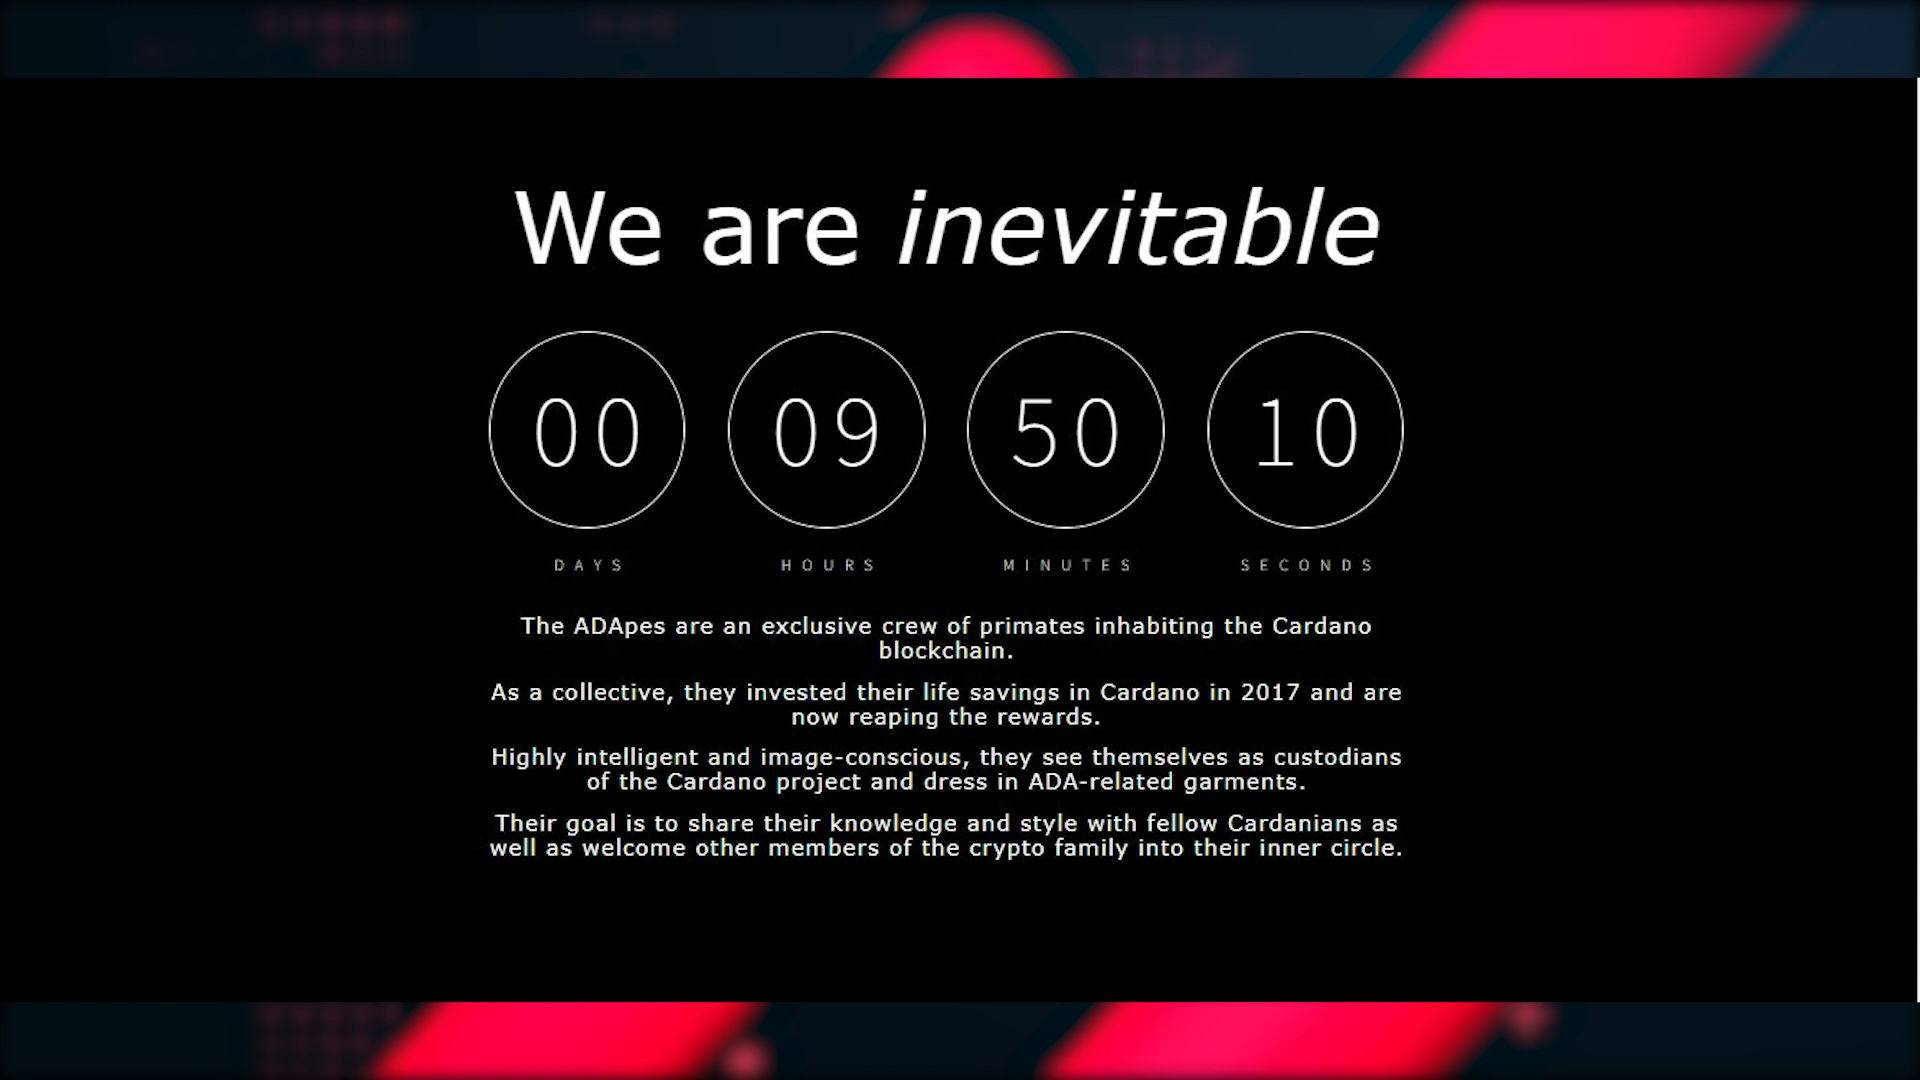 We are inevitable
00 09 50 10
DAYS HOURS MINUTES SECONDS
The ADApes are an exclusive crew of primates inhabiting the Cardano
blockchain.
As a collective, they invested their life savings in Cardano in 2017 and are
now reaping the rewards.
Highly intelligent and image-conscious, they see themselves as custodians
of the Cardano project and dress in ADA-related garments.
Their goal is to share their knowledge and style with fellow Cardanians as
well as welcome other members of the crypto family into their inner circle.